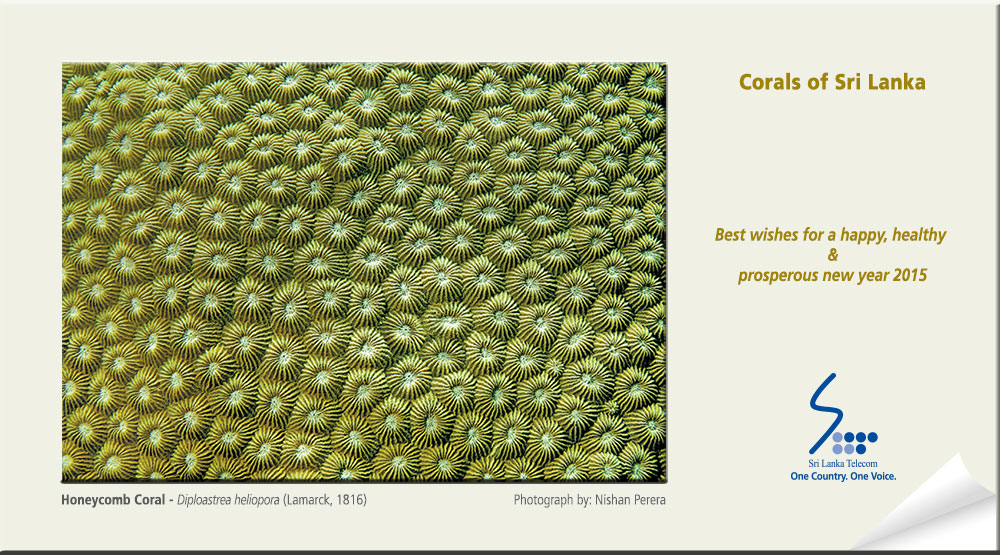 Corals of Sri Lanka
Best wishes for a happy, healthy
&
prosperous new year 2015
Sri Lanka Telecom
One Country. One Voice.
Honeycomb Coral - Diploastrea heliopora (Lamarck, 1816)
Photograph by: Nishan Perera